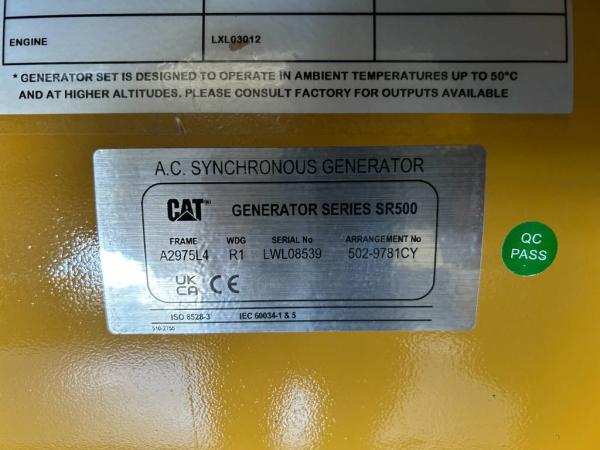 ENGINE LXL03012
* GENERATOR SET IS DESIGNED TO OPERATE IN AMBIENT TEMPERATURES UP TO 50°C
AND AT HIGHER ALTITUDES. PLEASE CONSULT FACTORY FOR OUTPUTS AVAILABLE
A.C. SYNCHRONOUS GENERATOR
CAT GENERATOR SERIES SR500
FRAME WDG SERIAL No ARRANGEMENT No
A2975L4 R1 LWL08539 502-9781CY
UK
CA CE
ISO 8528-3 IEC 60034-1 & 5
QC
PASS